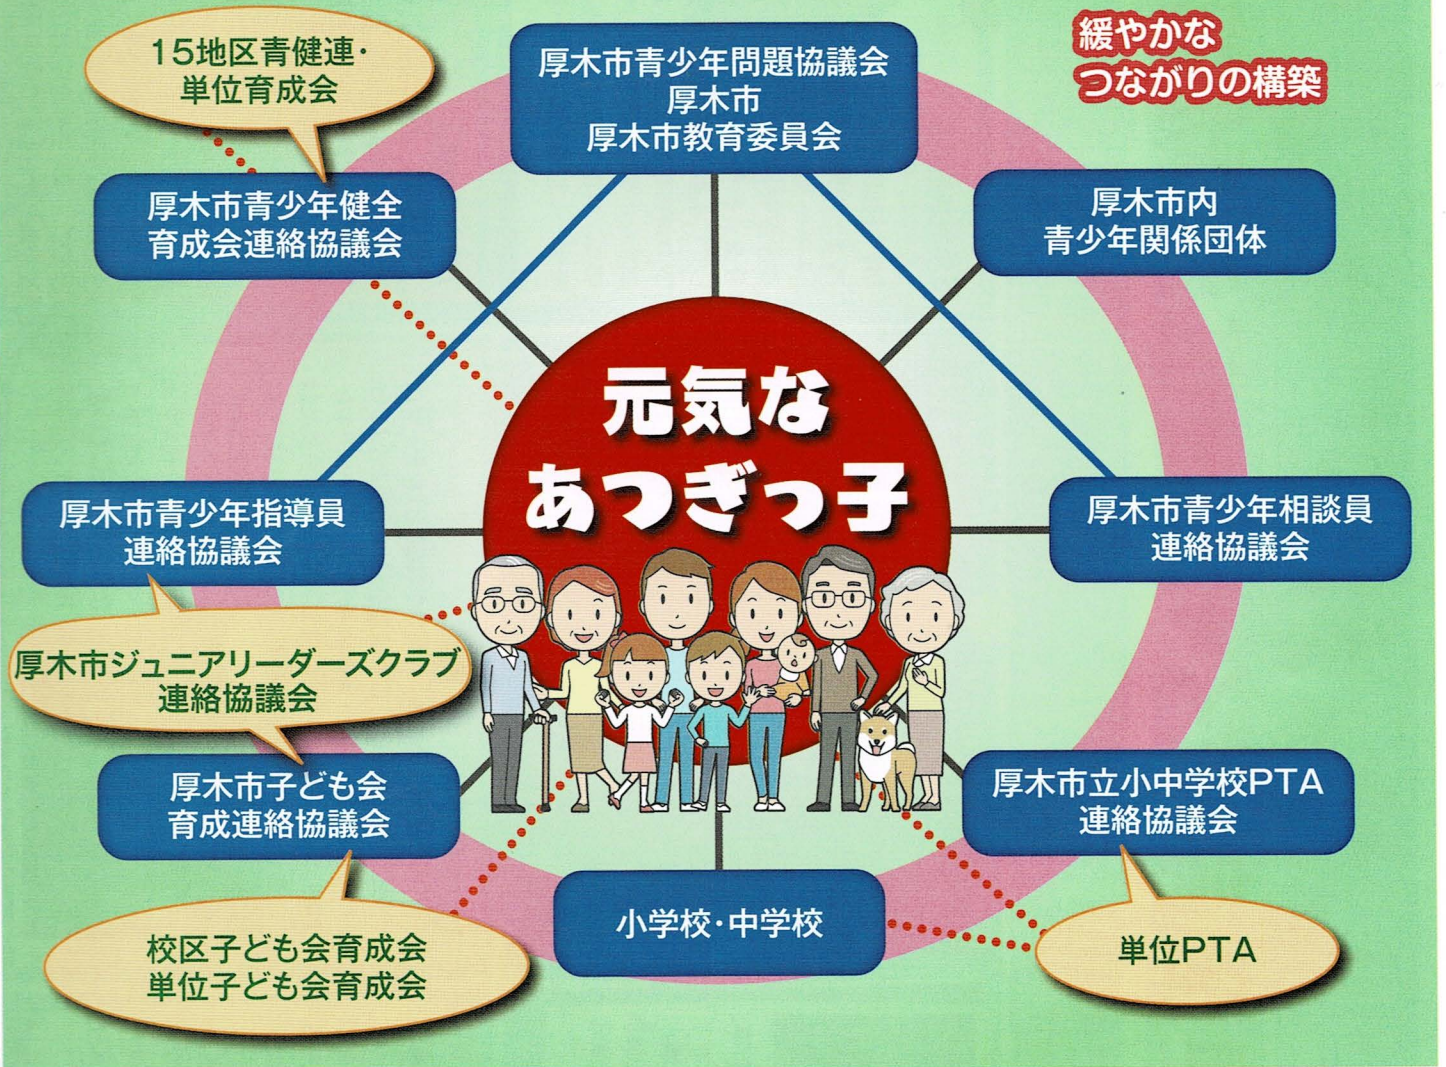 緩やかな
つながりの構築
15地区青健連・
単位育成会
厚木市青少年問題協議会
厚木市
厚木市教育委員会
厚木市青少年健全
育成会連絡協議会
厚木市内
青少年関係団体
元気な
あつぎっ子
厚木市青少年指導員
連絡協議会
厚木市青少年相談員
連絡協議会
厚木市ジュニアリーダーズクラブ
連絡協議会
厚木市子ども会
育成連絡協議会
厚木市立小中学校PTA
連絡協議会
小学校・中学校
校区子ども会育成会
単位子ども会育成会
単位PTA